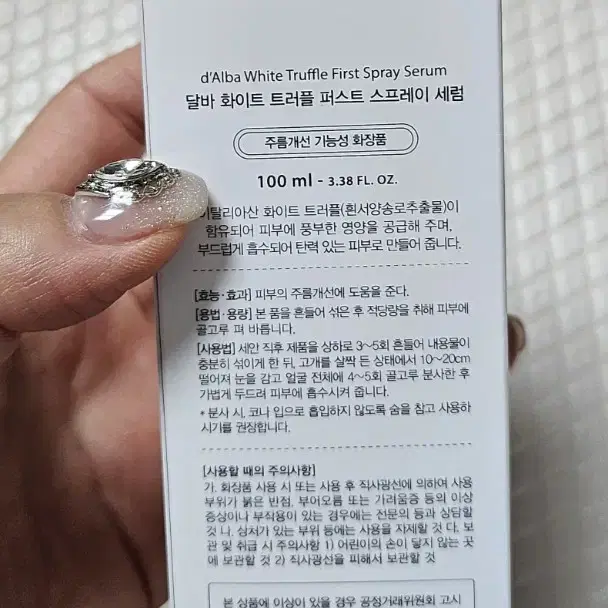 d'Alba White Truffle First Spray Serum
달바 화이트 트러플 퍼스트 스프레이 세럼
주름개선 기능성 화장품
100 ml - 3.38 FL. OZ.
이탈리아산 화이트 트러플(흰서양송로추출물)이
함유되어 피부에 풍부한 영양을 공급해 주며,
부드럽게 흡수되어 탄력 있는 피부로 만들어 줍니다.
[효능·효과] 피부의 주름개선에 도움을 준다.
[용법·용량] 본 품을 흔들어 섞은 후 적당량을 취해 피부에
골고루 펴 바릅니다.
[사용법] 세안 직후 제품을 상하로 3~5회 흔들어 내용물이
충분히 섞이게 한 뒤, 고개를 살짝 든 상태에서 10~20cm
떨어져 눈을 감고 얼굴 전체에 4~5회 골고루 분사한 후
가볍게 두드려 피부에 흡수시켜 줍니다.
* 분사 시, 코나 입으로 흡입하지 않도록 숨을 참고 사용하
시기를 권장합니다.
[사용할 때의 주의사항]
가. 화장품 사용 시 또는 사용 후 직사광선에 의하여 사용
부위가 붉은 반점, 부어오름 또는 가려움증 등의 이상
증상이나 부작용이 있는 경우에는 전문의 등과 상담할
것 나. 상처가 있는 부위 등에는 사용을 자제할 것 다. 보
관 및 취급 시 주의사항 1) 어린이의 손이 닿지 않는 곳
에 보관할 것 2) 직사광선을 피해서 보관할 것
본 상품에 이상이 있을 경우 공정거래위원회 고시